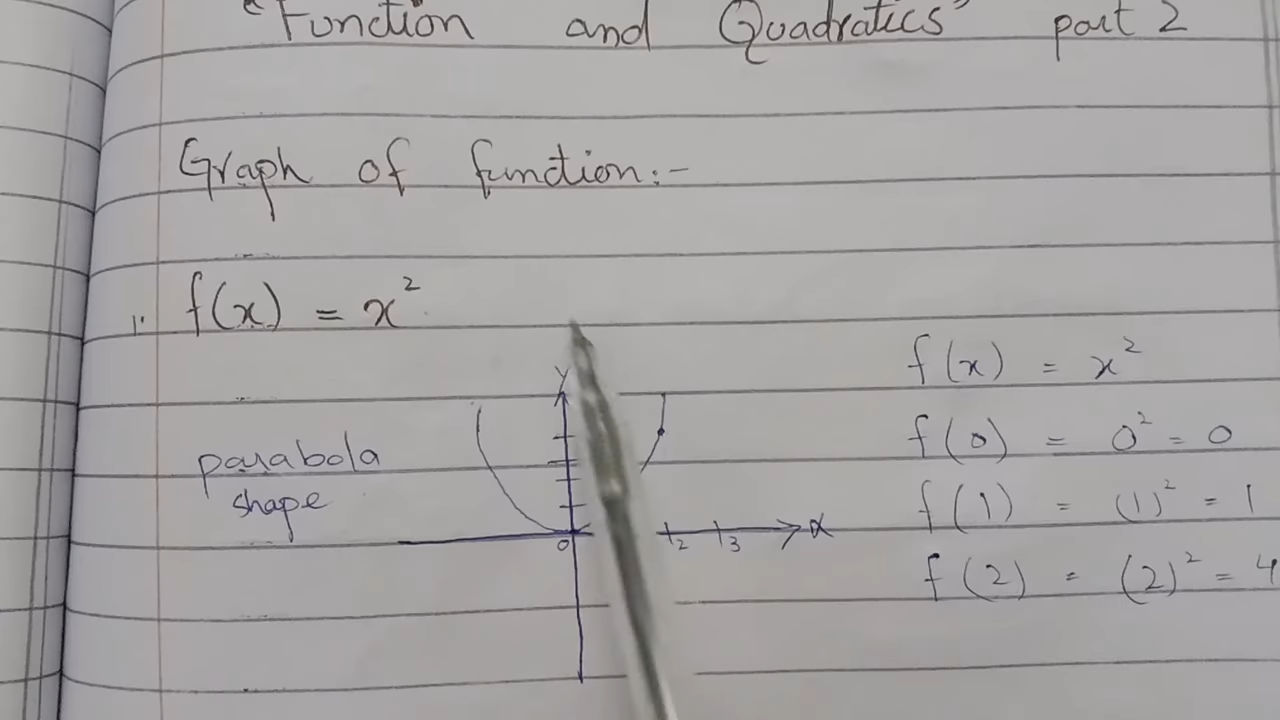 "Function and Quadratics" part 2
Graph of function:-
1. f(x) = x²
f(x) = x²
f(0) = 0² = 0
f(1) = (1)² = 1
f(2) = (2)² = 4
parabola
shape
y
0 2 3 x